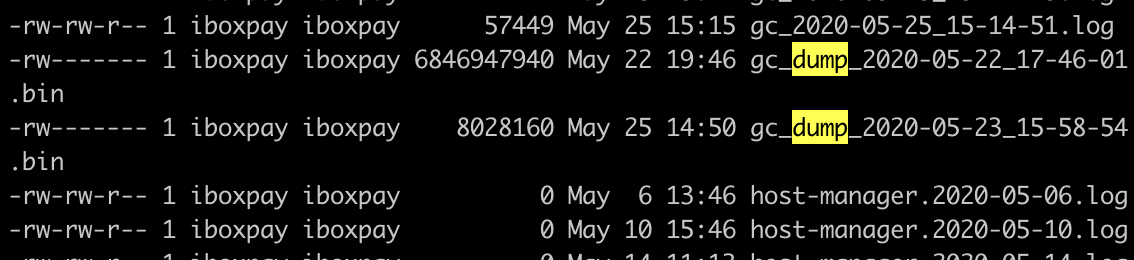 -rw-rw-r-- 1 iboxpay iboxpay 57449 May 25 15:15 gc_2020-05-25_15-14-51.log
-rw------- 1 iboxpay iboxpay 6846947940 May 22 19:46 gc_dump_2020-05-22_17-46-01
.bin
-rw------- 1 iboxpay iboxpay 8028160 May 25 14:50 gc_dump_2020-05-23_15-58-54
.bin
-rw-rw-r-- 1 iboxpay iboxpay 0 May 6 13:46 host-manager.2020-05-06.log
-rw-rw-r-- 1 iboxpay iboxpay 0 May 10 15:46 host-manager.2020-05-10.log